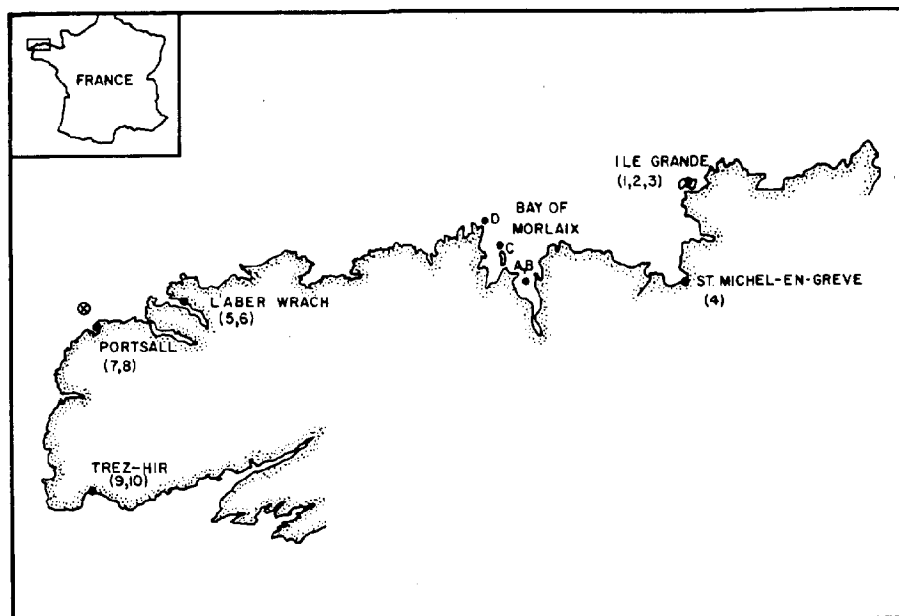 FRANCE
ILE GRANDE
(1,2,3)
D
BAY OF
MORLAIX
C
A,B
ST. MICHEL-EN-GREVE
(4)
L'ABER WRACH
(5,6)
PORTSALL
(7,8)
TREZ-HIR
(9,10)